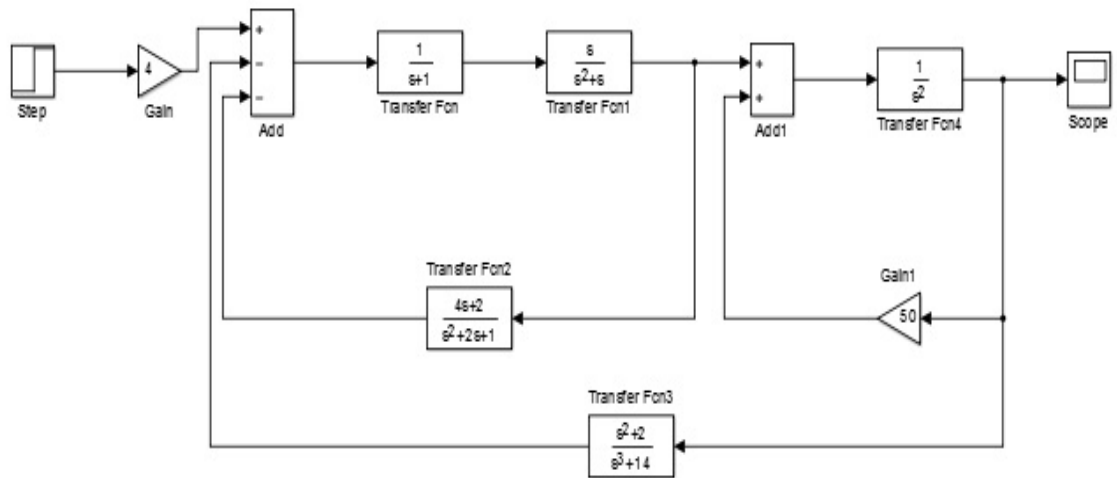 Step
4
Gain
+
−
−
Add
1
s+1
Transfer Fcn
s
s²+s
Transfer Fcn1
+
+
Add1
1
s²
Transfer Fcn4
Scope
Transfer Fcn2
4s+2
s²+2s+1
Gain1
50
Transfer Fcn3
s²+2
s³+14